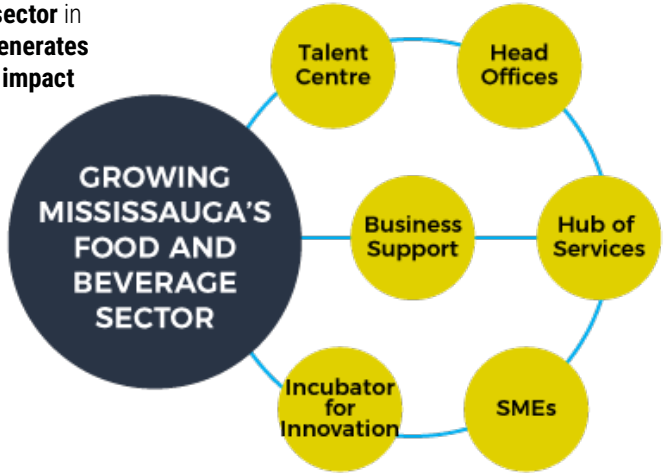 sector in
enerates
impact
Talent
Centre
Head
Offices
GROWING
MISSISSAUGA'S
FOOD AND
BEVERAGE
SECTOR
Business
Support
Hub of
Services
Incubator
for
Innovation
SMEs